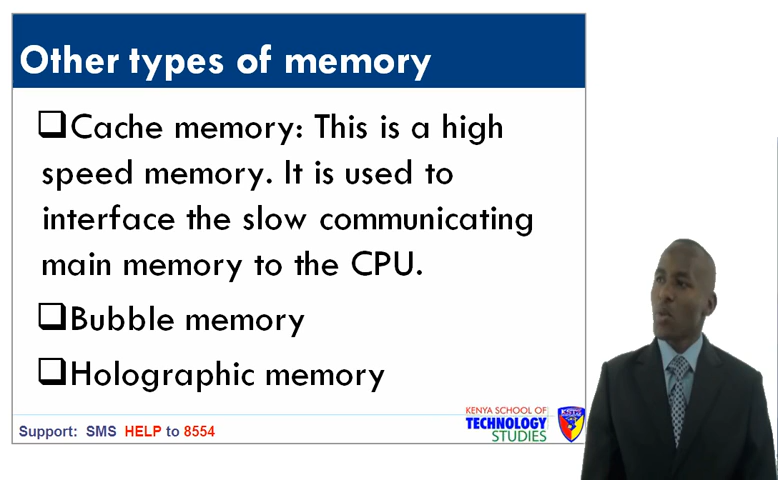 Other types of memory
❑Cache memory: This is a high
speed memory. It is used to
interface the slow communicating
main memory to the CPU.
❑Bubble memory
❑Holographic memory
Support: SMS HELP to 8554
KENYA SCHOOL OF
TECHNOLOGY
STUDIES